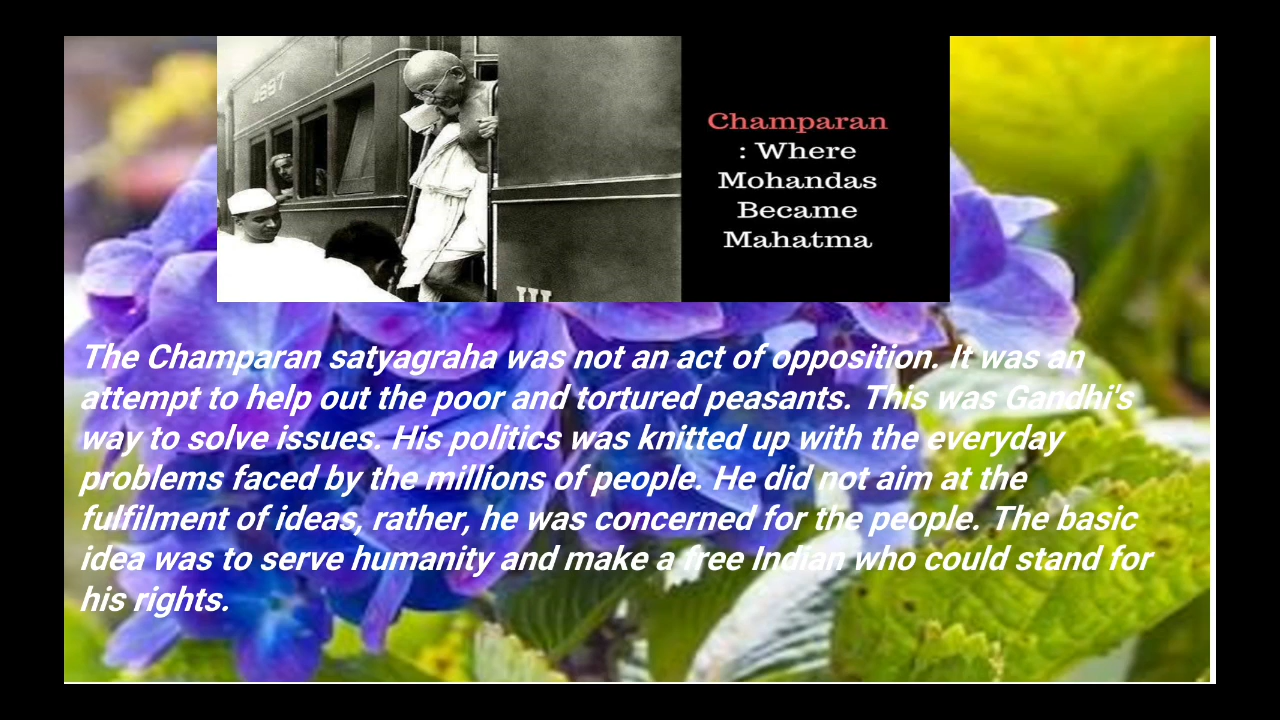 Champaran
: Where
Mohandas
Became
Mahatma
The Champaran satyagraha was not an act of opposition. It was an
attempt to help out the poor and tortured peasants. This was Gandhi's
way to solve issues. His politics was knitted up with the everyday
problems faced by the millions of people. He did not aim at the
fulfilment of ideas, rather, he was concerned for the people. The basic
idea was to serve humanity and make a free Indian who could stand for
his rights.